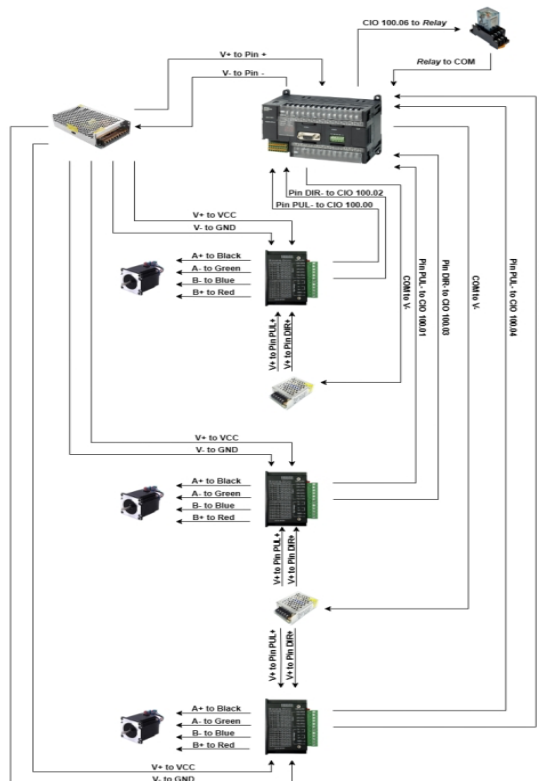 CIO 100.06 to Relay
Relay to COM
V+ to Pin +
V- to Pin -
Pin DIR- to CIO 100.02
Pin PUL- to CIO 100.00
V+ to VCC
V- to GND
A+ to Black
A- to Green
B- to Blue
B+ to Red
V+ to Pin PUL+
V+ to Pin DIR+
COM to V-
Pin PUL- to CIO 100.01
Pin DIR- to CIO 100.03
COM to V-
Pin PUL- to CIO 100.04
V+ to VCC
V- to GND
A+ to Black
A- to Green
B- to Blue
B+ to Red
V+ to Pin PUL+
V+ to Pin DIR+
V+ to Pin PUL+
V+ to Pin DIR+
A+ to Black
A- to Green
B- to Blue
B+ to Red
V+ to VCC
V- to GND